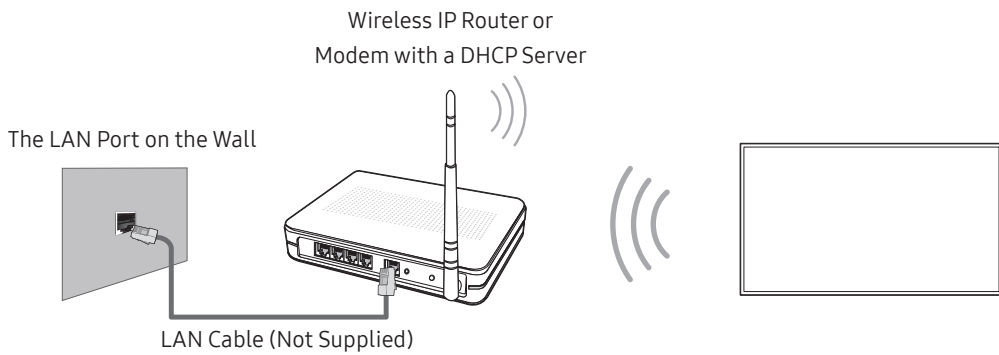 Wireless IP Router or
Modem with a DHCP Server
The LAN Port on the Wall
LAN Cable (Not Supplied)